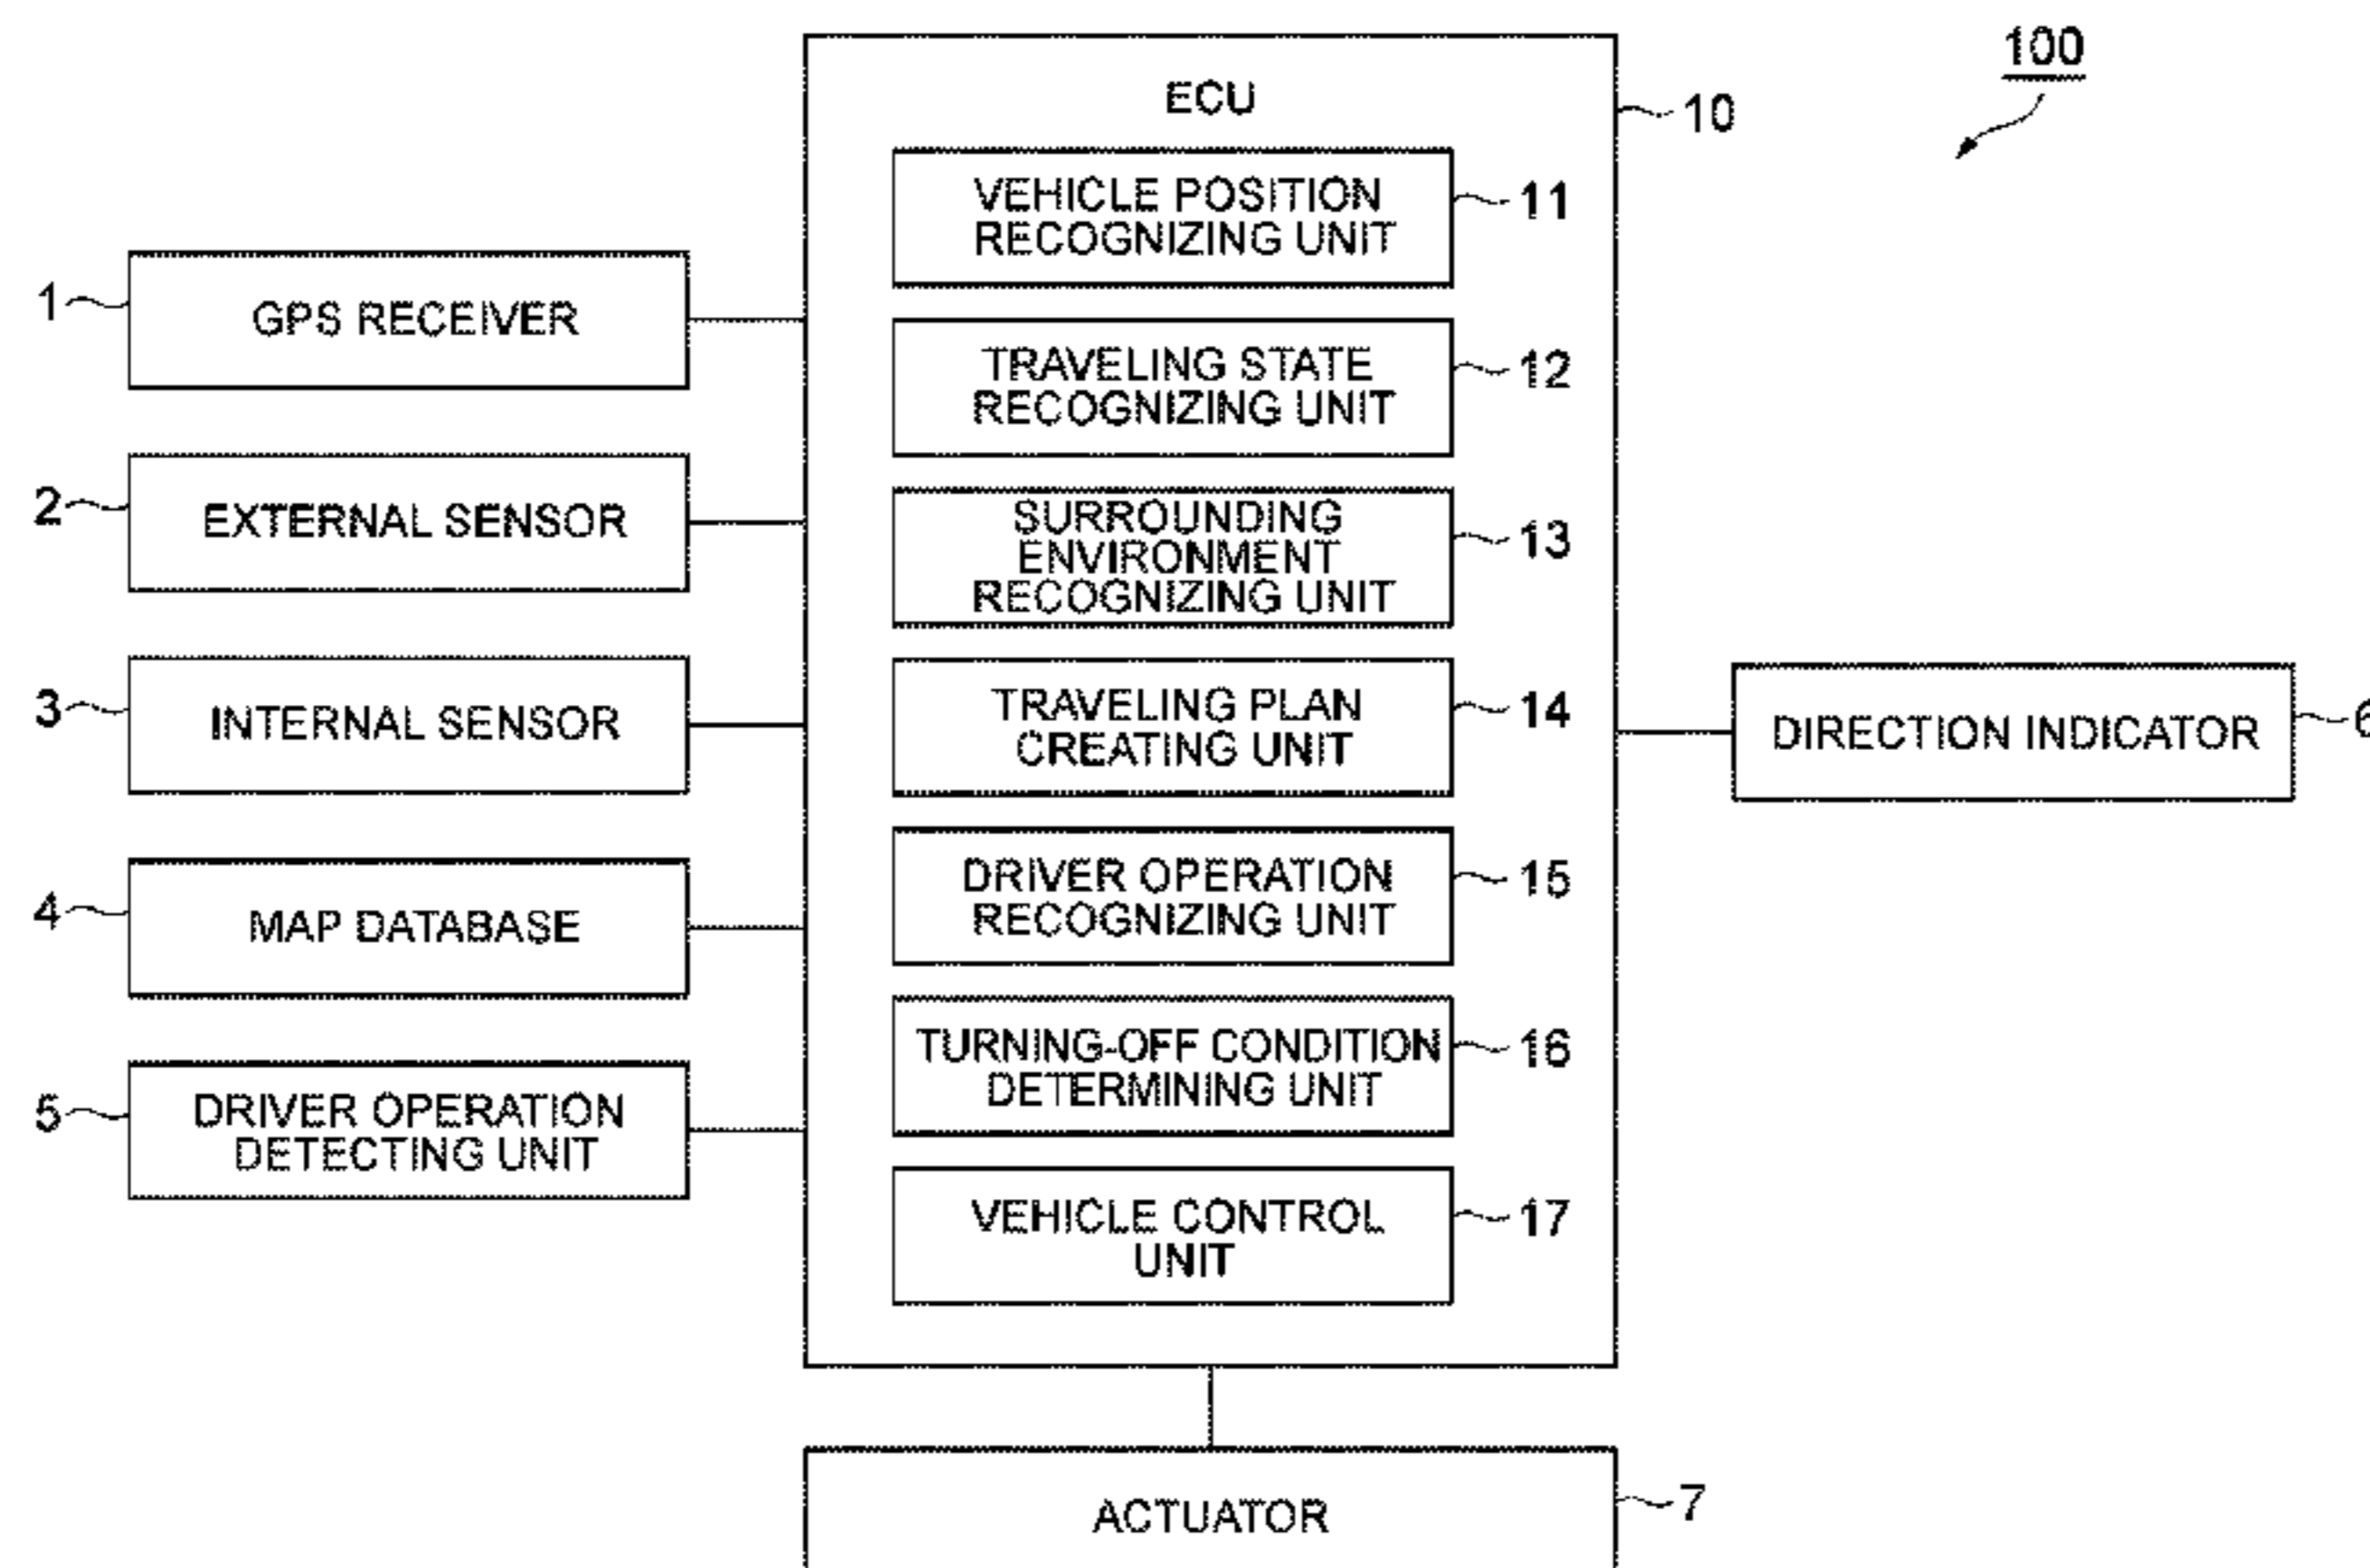 100
ECU
10
VEHICLE POSITION
RECOGNIZING UNIT
11
1
GPS RECEIVER
TRAVELING STATE
RECOGNIZING UNIT
12
2
EXTERNAL SENSOR
SURROUNDING
ENVIRONMENT
RECOGNIZING UNIT
13
3
INTERNAL SENSOR
TRAVELING PLAN
CREATING UNIT
14
DIRECTION INDICATOR
6
4
MAP DATABASE
DRIVER OPERATION
RECOGNIZING UNIT
15
5
DRIVER OPERATION
DETECTING UNIT
TURNING-OFF CONDITION
DETERMINING UNIT
16
VEHICLE CONTROL
UNIT
17
ACTUATOR
7